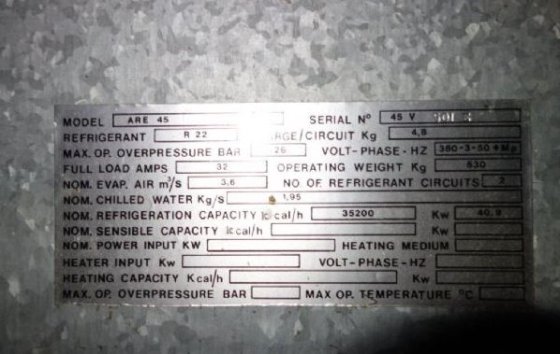 MODEL ARE 45 SERIAL Nº 45 V
REFRIGERANT R 22 RGE/CIRCUIT Kg 4,8
MAX. OP. OVERPRESSURE BAR 26 VOLT-PHASE-HZ 380-3-50+Mp
FULL LOAD AMPS 32 OPERATING WEIGHT Kg 630
NOM. EVAP. AIR m³/S 3,6 NO. OF REFRIGERANT CIRCUITS 2
NOM. CHILLED WATER Kg/s 1,95
NOM. REFRIGERATION CAPACITY kcal/h 35200 Kw 40,9
NOM. SENSIBLE CAPACITY kcal/h Kw
NOM. POWER INPUT Kw HEATING MEDIUM
HEATER INPUT Kw VOLT-PHASE-HZ
HEATING CAPACITY Kcal/h Kw
MAX. OP. OVERPRESSURE BAR MAX OP. TEMPERATURE ºC